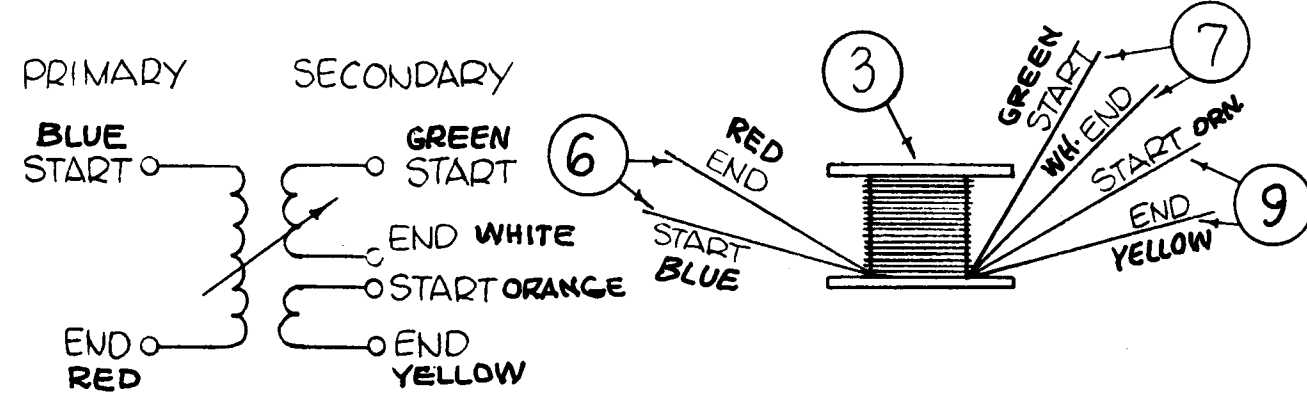 PRIMARY
SECONDARY
BLUE
START
GREEN
START
END WHITE
START ORANGE
END
RED
END
YELLOW
6
RED
END
START
BLUE
3
GREEN
START
WH. END
START ORN.
END
YELLOW
7
9